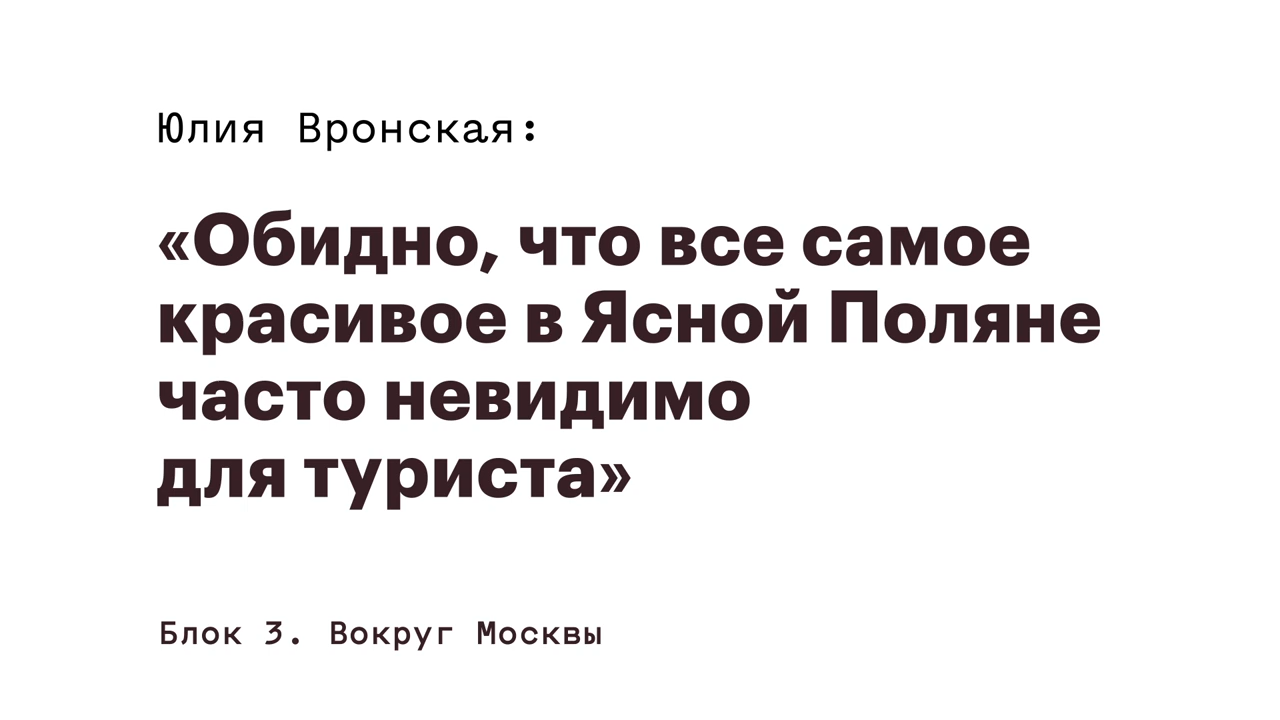 Юлия Вронская:
«Обидно, что все самое
красивое в Ясной Поляне
часто невидимо
для туриста»
Блок 3. Вокруг Москвы